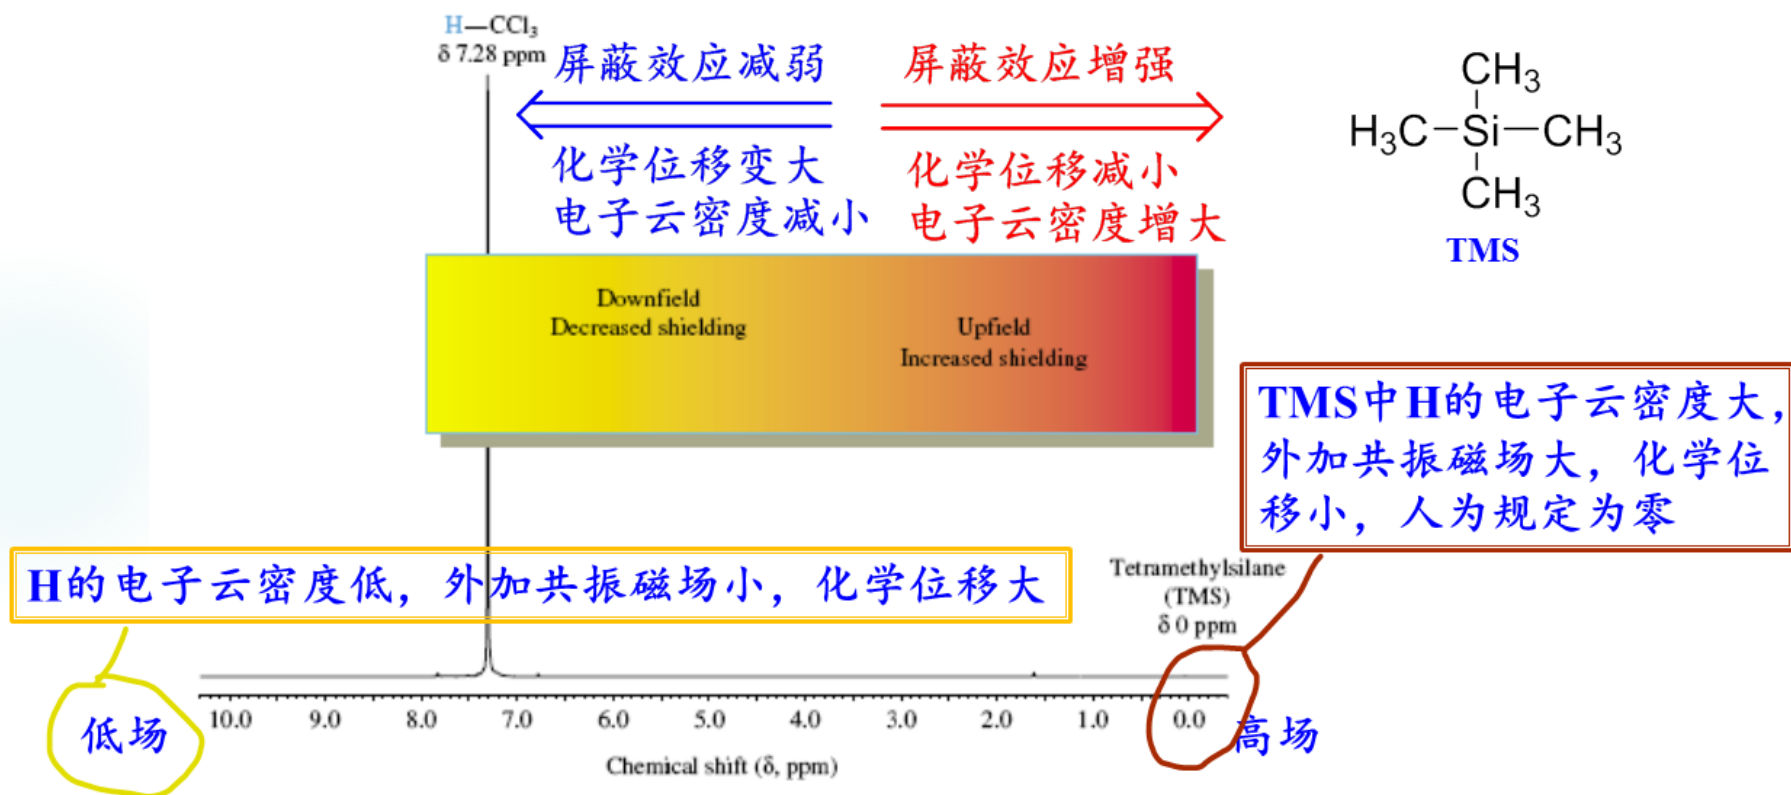 H—CCl₃
δ 7.28 ppm
屏蔽效应减弱
化学位移变大
电子云密度减小
屏蔽效应增强
化学位移减小
电子云密度增大
CH₃
H₃C—Si—CH₃
CH₃
TMS
Downfield
Decreased shielding
Upfield
Increased shielding
TMS中H的电子云密度大,
外加共振磁场大,化学位
移小,人为规定为零
H的电子云密度低,外加共振磁场小,化学位移大
Tetramethylsilane
(TMS)
δ 0 ppm
10.0 9.0 8.0 7.0 6.0 5.0 4.0 3.0 2.0 1.0 0.0
低场
高场
Chemical shift (δ, ppm)